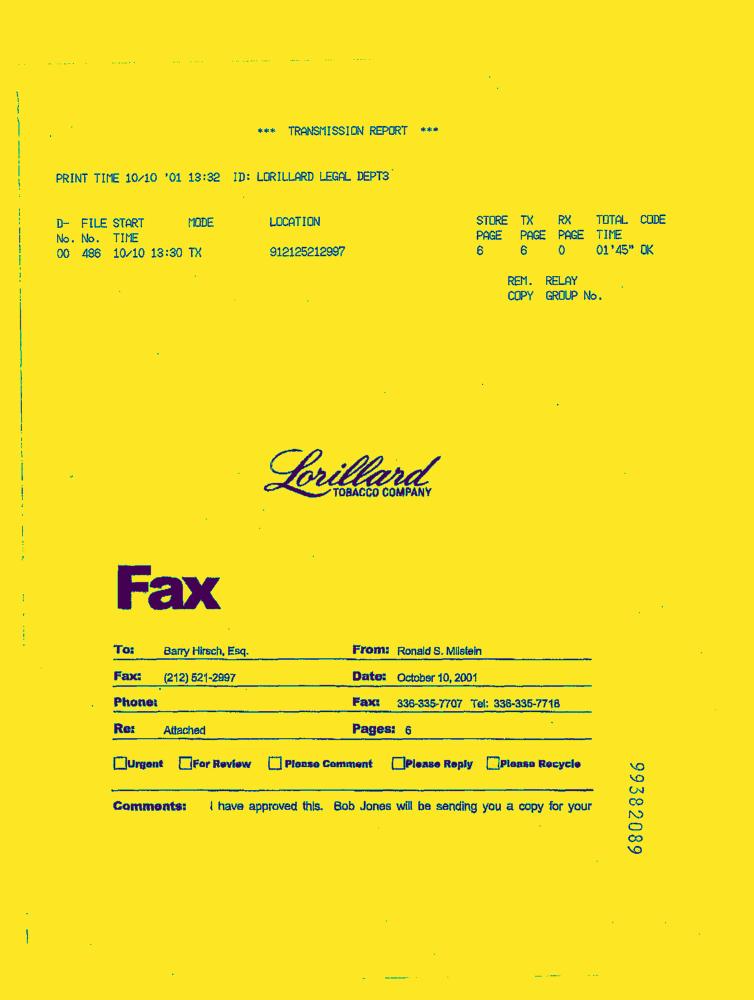 *** TRANSMISSION REPORT ***
PRINT TIME 10/10 '01 13:32 ID: LORILLARD LEGAL DEPT3
D- FILE START MODE LOCATION STORE TX RX TOTAL CODE
No. No. TIME PAGE PAGE PAGE TIME
00 486 10/10 13:30 TX 912125212997 6 6 0 01'45" OK
REM. RELAY
COPY GROUP No.
Lorillard
TOBACCO COMPANY
Fax
To: Barry Hirsch, Esq. From: Ronald S. Milstein
Fax: (212) 521-2997 Date: October 10, 2001
Phone: Fax: 336-335-7707 Tel: 336-335-7718
Re: Attached Pages: 6
Urgent For Review Please Comment Please Reply Please Recycle
Comments: I have approved this. Bob Jones will be sending you a copy for your
99382089